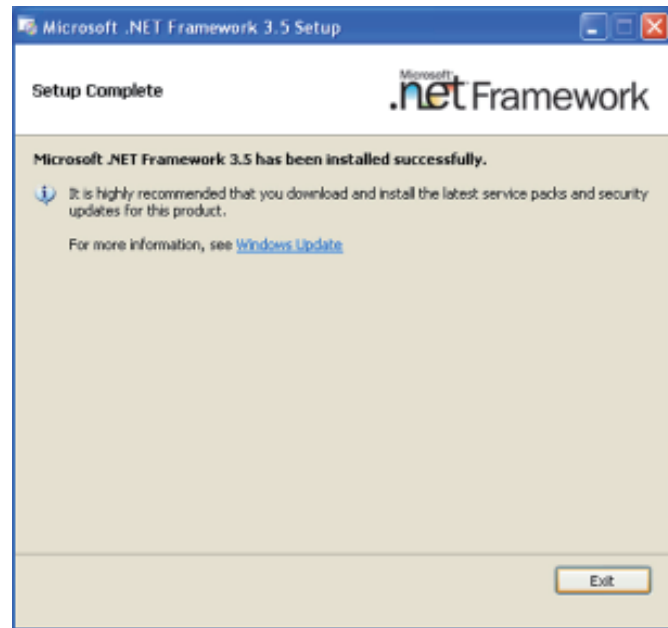 Microsoft .NET Framework 3.5 Setup
Setup Complete
Microsoft
.net Framework
Microsoft .NET Framework 3.5 has been installed successfully.
It is highly recommended that you download and install the latest service packs and security
updates for this product.
For more information, see Windows Update
Exit